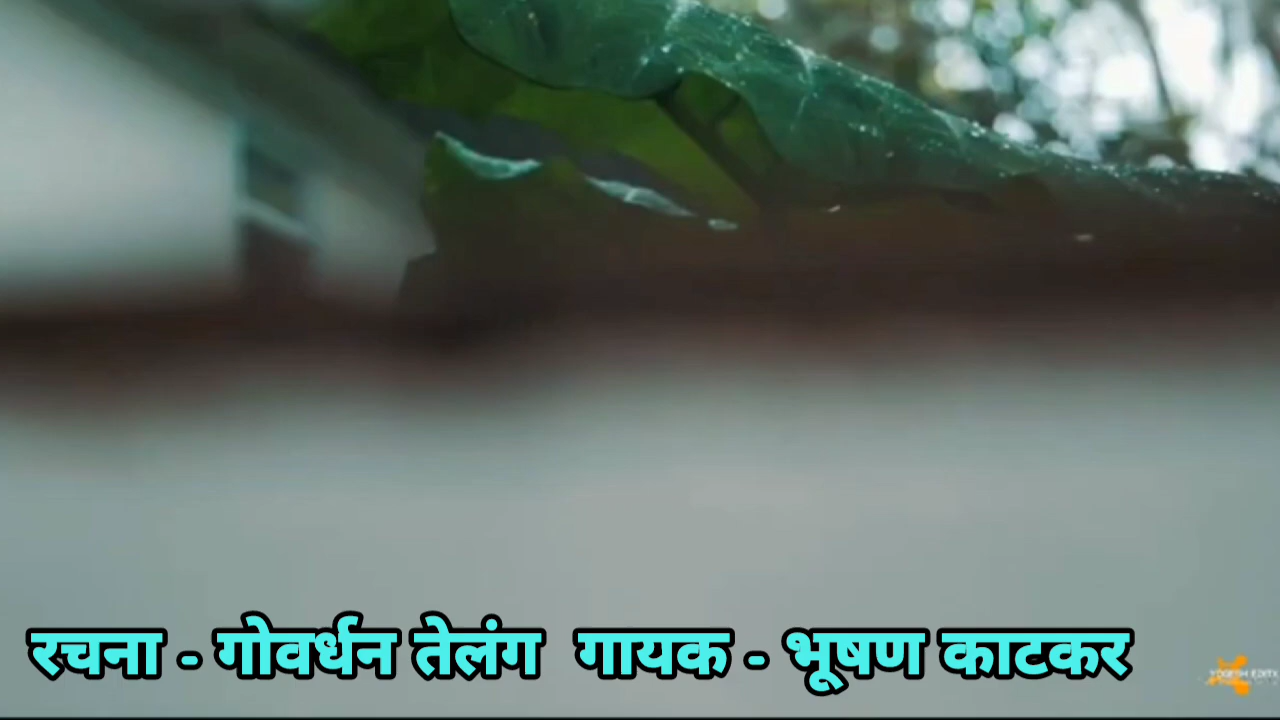 रचना - गोवर्धन तेलंग गायक - भूषण काटकर